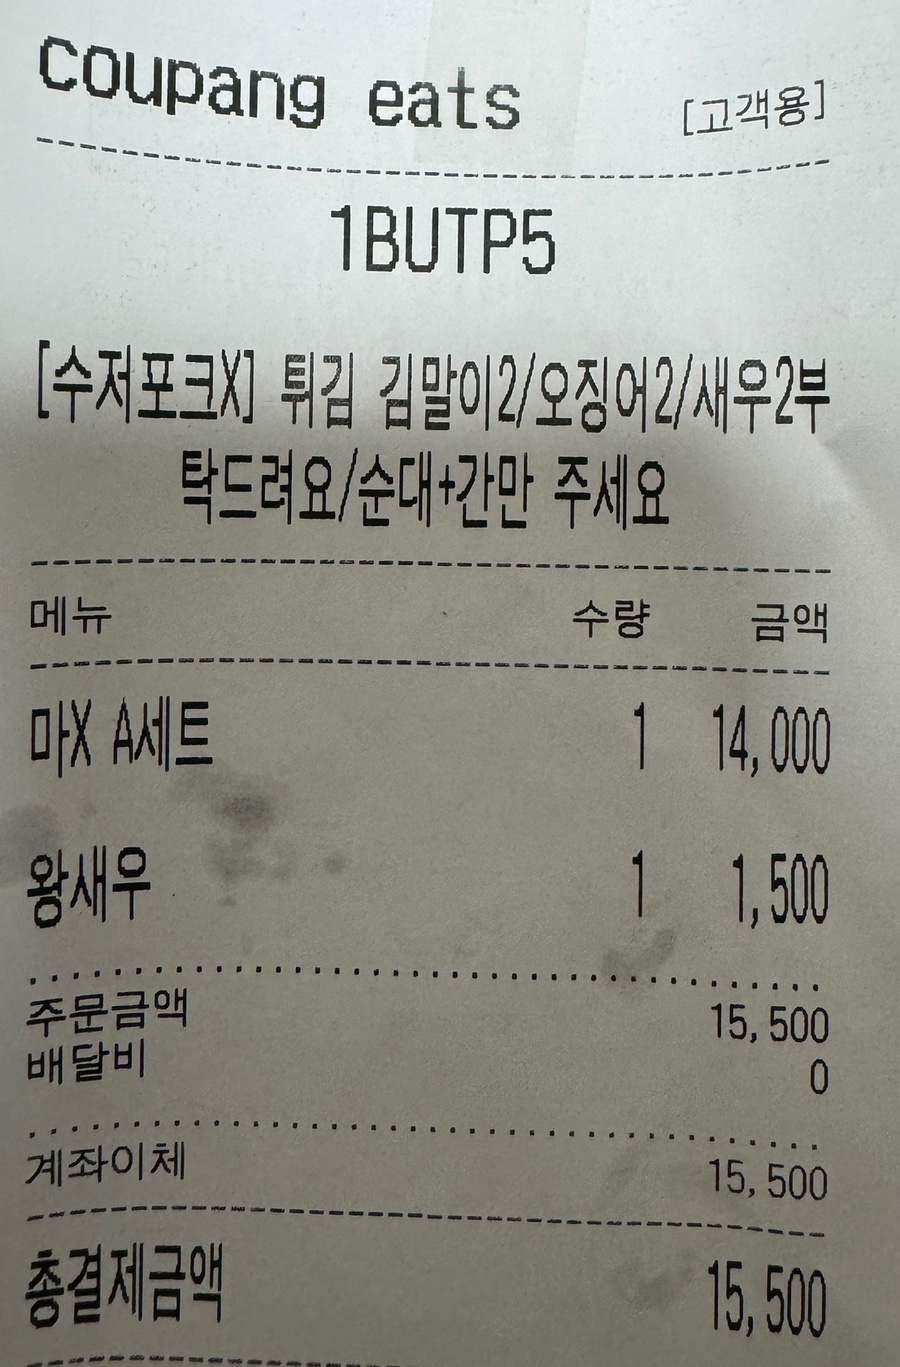 coupang eats [고객용]
1BUTP5
[수저포크X] 튀김 김말이2/오징어2/새우2부
탁드려요/순대+간만 주세요
메뉴 수량 금액
마X A세트 1 14,000
왕새우 1 1,500
주문금액 15,500
배달비 0
계좌이체 15,500
총결제금액 15,500